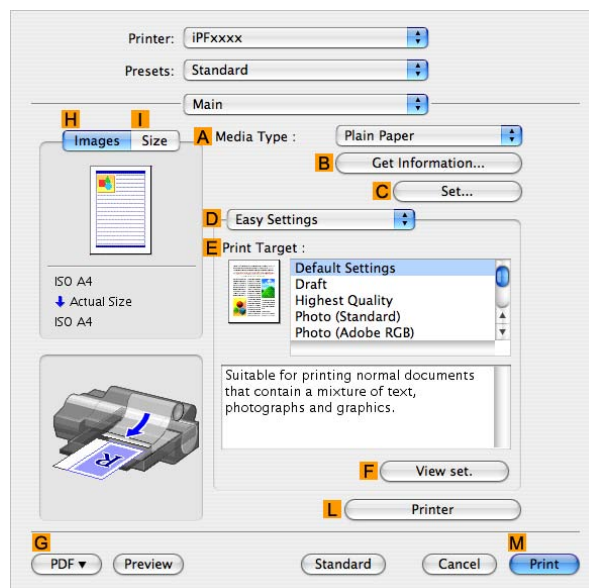 Printer: iPFxxxx
Presets: Standard
Main
H I
Images Size
A Media Type : Plain Paper
B Get Information...
C Set...
D Easy Settings
E Print Target :
Default Settings
Draft
Highest Quality
Photo (Standard)
Photo (Adobe RGB)
ISO A4
Actual Size
ISO A4
Suitable for printing normal documents
that contain a mixture of text,
photographs and graphics.
R
F View set.
L Printer
G M
PDF Preview Standard Cancel Print